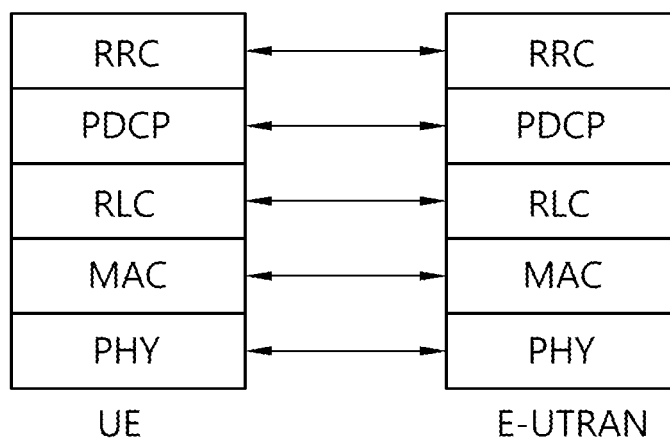 RRC RRC
PDCP PDCP
RLC RLC
MAC MAC
PHY PHY
UE E-UTRAN